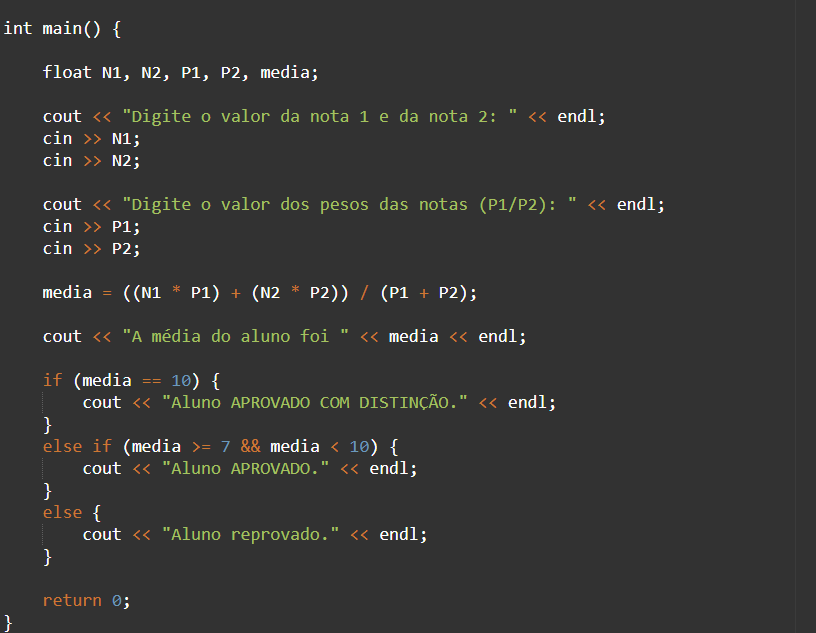 int main() {
float N1, N2, P1, P2, media;
cout << "Digite o valor da nota 1 e da nota 2: " << endl;
cin >> N1;
cin >> N2;
cout << "Digite o valor dos pesos das notas (P1/P2): " << endl;
cin >> P1;
cin >> P2;
media = ((N1 * P1) + (N2 * P2)) / (P1 + P2);
cout << "A média do aluno foi " << media << endl;
if (media == 10) {
cout << "Aluno APROVADO COM DISTINÇÃO." << endl;
}
else if (media >= 7 && media < 10) {
cout << "Aluno APROVADO." << endl;
}
else {
cout << "Aluno reprovado." << endl;
}
return 0;
}